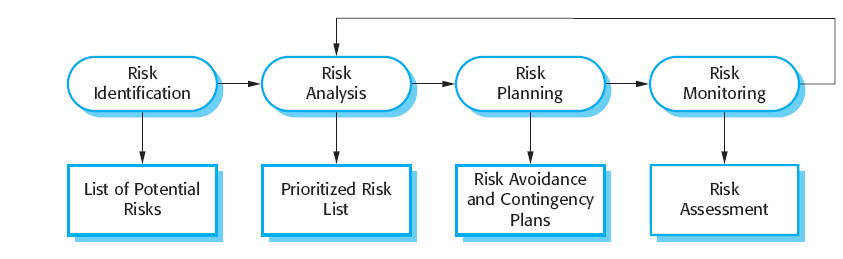 Risk
Identification
Risk
Analysis
Risk
Planning
Risk
Monitoring
List of Potential
Risks
Prioritized Risk
List
Risk Avoidance
and Contingency
Plans
Risk
Assessment